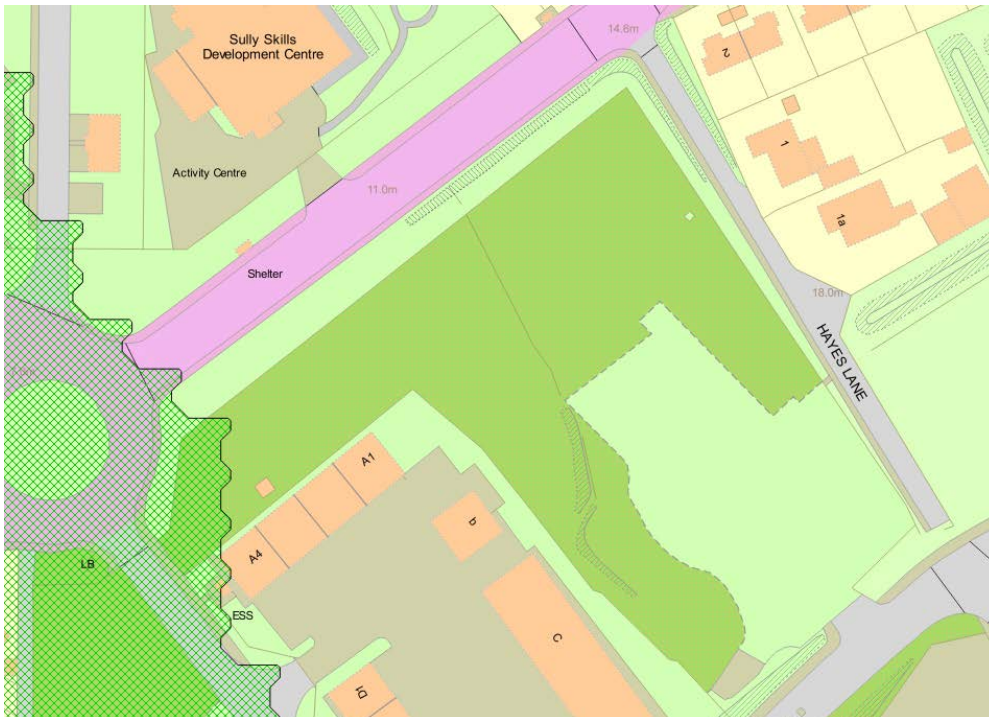 Sully Skills
Development Centre
14.8m
2
1
Activity Centre
11.0m
1a
Shelter
18.0m
HAYES LANE
A1
b
A4
LB
ESS
C